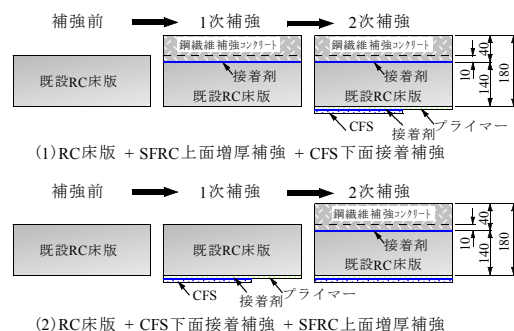 補強前 1次補強 2次補強
鋼繊維補強コンクリート 鋼繊維補強コンクリート 40
既設RC床版 接着剤 接着剤 10 140 180
既設RC床版 既設RC床版
CFS 接着剤 プライマー
(1)RC床版 + SFRC上面増厚補強 + CFS下面接着補強
補強前 1次補強 2次補強
鋼繊維補強コンクリート 40
既設RC床版 既設RC床版 接着剤 10 140 180
既設RC床版
CFS 接着剤 プライマー
(2)RC床版 + CFS下面接着補強 + SFRC上面増厚補強